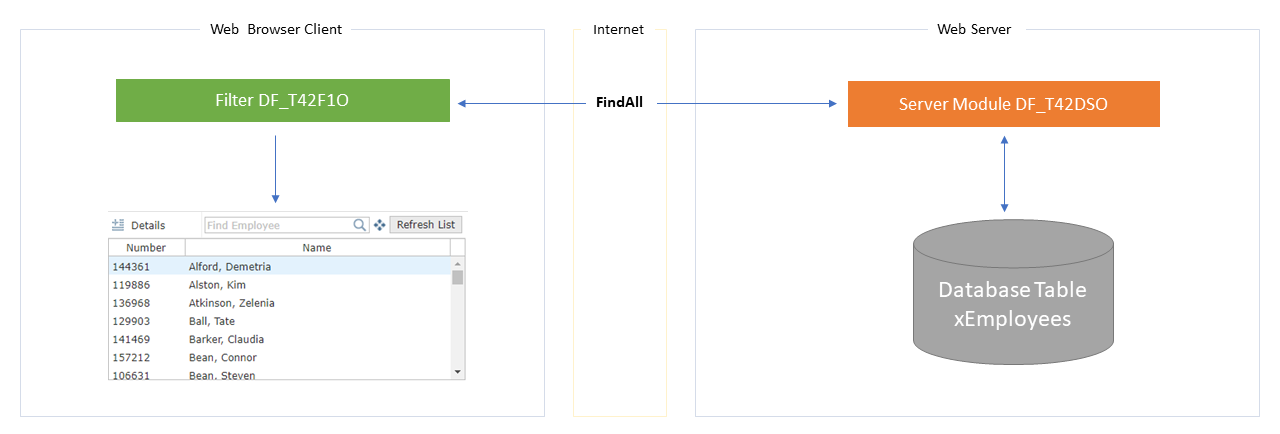 Web Browser Client
Internet
Web Server
Filter DF_T42F1O
FindAll
Server Module DF_T42DSO
Details
Find Employee
Refresh List
Number Name
144361 Alford, Demetria
119886 Alston, Kim
136968 Atkinson, Zelenia
129903 Ball, Tate
141469 Barker, Claudia
157212 Bean, Connor
106631 Bean, Steven
Database Table
xEmployees